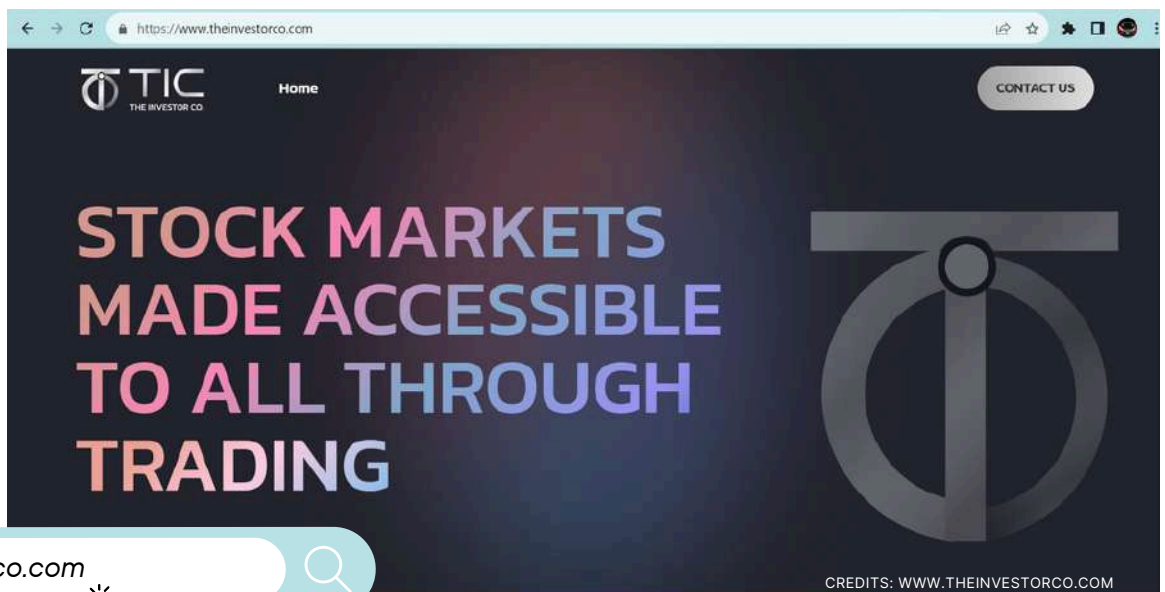 https://www.theinvestorco.com
TIC
THE INVESTOR CO.
Home
CONTACT US
STOCK MARKETS
MADE ACCESSIBLE
TO ALL THROUGH
TRADING
co.com
CREDITS: WWW.THEINVESTORCO.COM